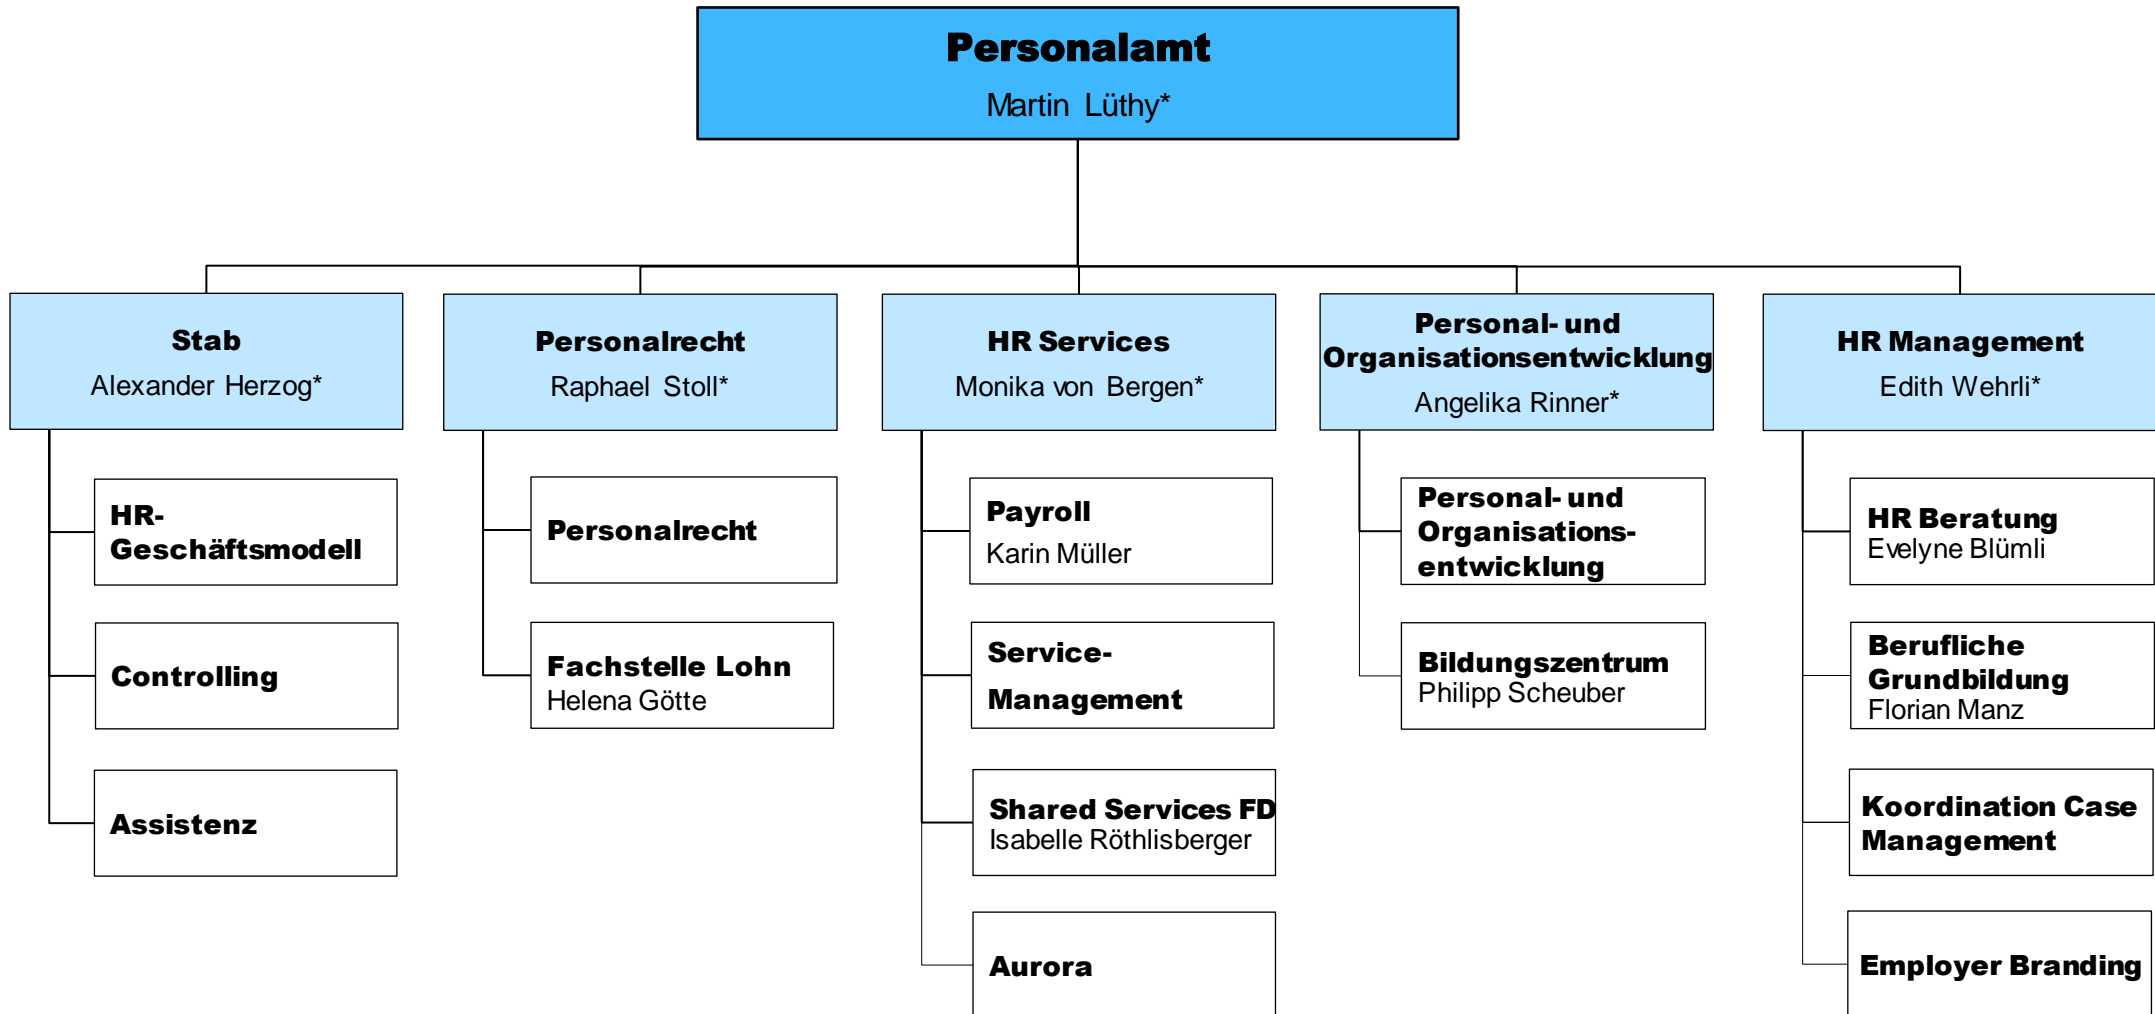 Personalamt
Martin Lüthy*
Stab
Alexander Herzog*
Personalrecht
Raphael Stoll*
HR Services
Monika von Bergen*
Personal- und
Organisationsentwicklung
Angelika Rinner*
HR Management
Edith Wehrli*
HR-
Geschäftsmodell
Controlling
Assistenz
Personalrecht
Fachstelle Lohn
Helena Götte
Payroll
Karin Müller
Service-
Management
Shared Services FD
Isabelle Röthlisberger
Aurora
Personal- und
Organisations-
entwicklung
Bildungszentrum
Philipp Scheuber
HR Beratung
Evelyne Blümli
Berufliche
Grundbildung
Florian Manz
Koordination Case
Management
Employer Branding